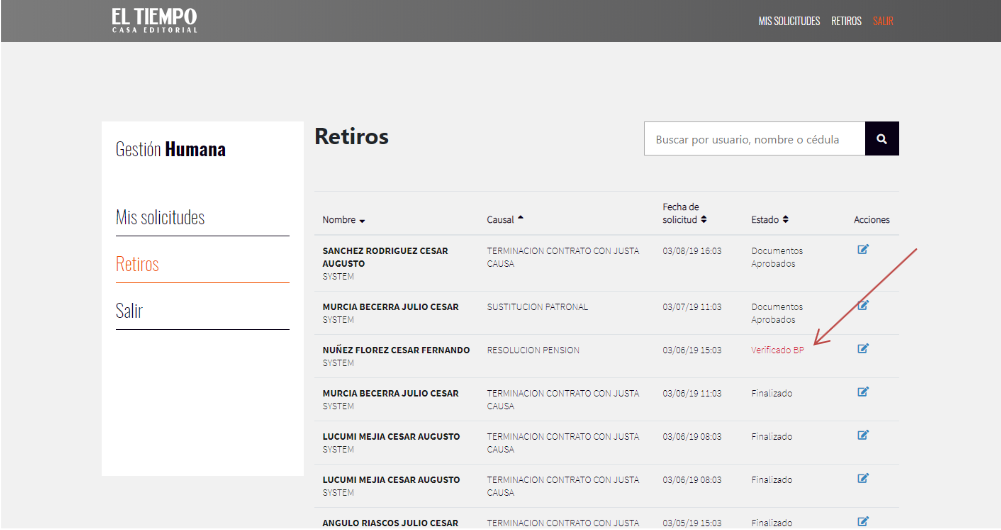 EL TIEMPO
CASA EDITORIAL
MIS SOLICITUDES RETIROS SALIR
Gestión Humana
Mis solicitudes
Retiros
Salir
Retiros
Buscar por usuario, nombre o cédula
Nombre Causal Fecha de solicitud Estado Acciones
SANCHEZ RODRIGUEZ CESAR AUGUSTO
SYSTEM
TERMINACION CONTRATO CON JUSTA CAUSA
03/08/19 16:03
Documentos Aprobados
MURCIA BECERRA JULIO CESAR
SYSTEM
SUSTITUCION PATRONAL
03/07/19 11:03
Documentos Aprobados
NUÑEZ FLOREZ CESAR FERNANDO
SYSTEM
RESOLUCION PENSION
03/06/19 15:03
Verificado BP
MURCIA BECERRA JULIO CESAR
SYSTEM
TERMINACION CONTRATO CON JUSTA CAUSA
03/06/19 11:03
Finalizado
LUCUMI MEJIA CESAR AUGUSTO
SYSTEM
TERMINACION CONTRATO CON JUSTA CAUSA
03/06/19 08:03
Finalizado
LUCUMI MEJIA CESAR AUGUSTO
SYSTEM
TERMINACION CONTRATO CON JUSTA CAUSA
03/06/19 08:03
Finalizado
ANGULO RIASCOS JULIO CESAR
TERMINACION CONTRATO CON JUSTA
03/05/19 15:03
Finalizado